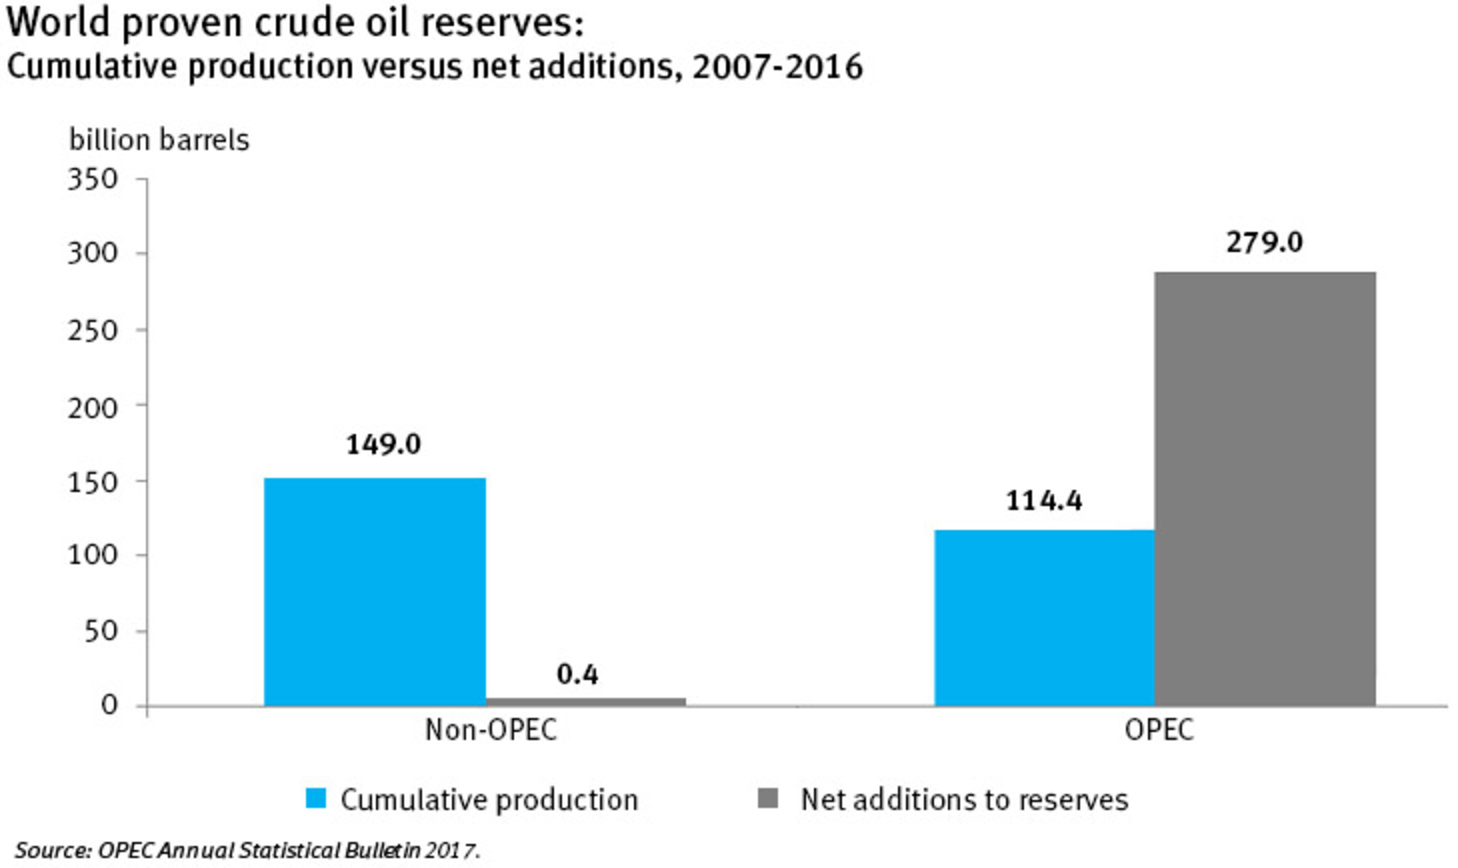 World proven crude oil reserves:
Cumulative production versus net additions, 2007-2016
billion barrels
350
300
250
200
150
100
50
0
149.0
0.4
114.4
279.0
Non-OPEC
OPEC
Cumulative production
Net additions to reserves
Source: OPEC Annual Statistical Bulletin 2017.